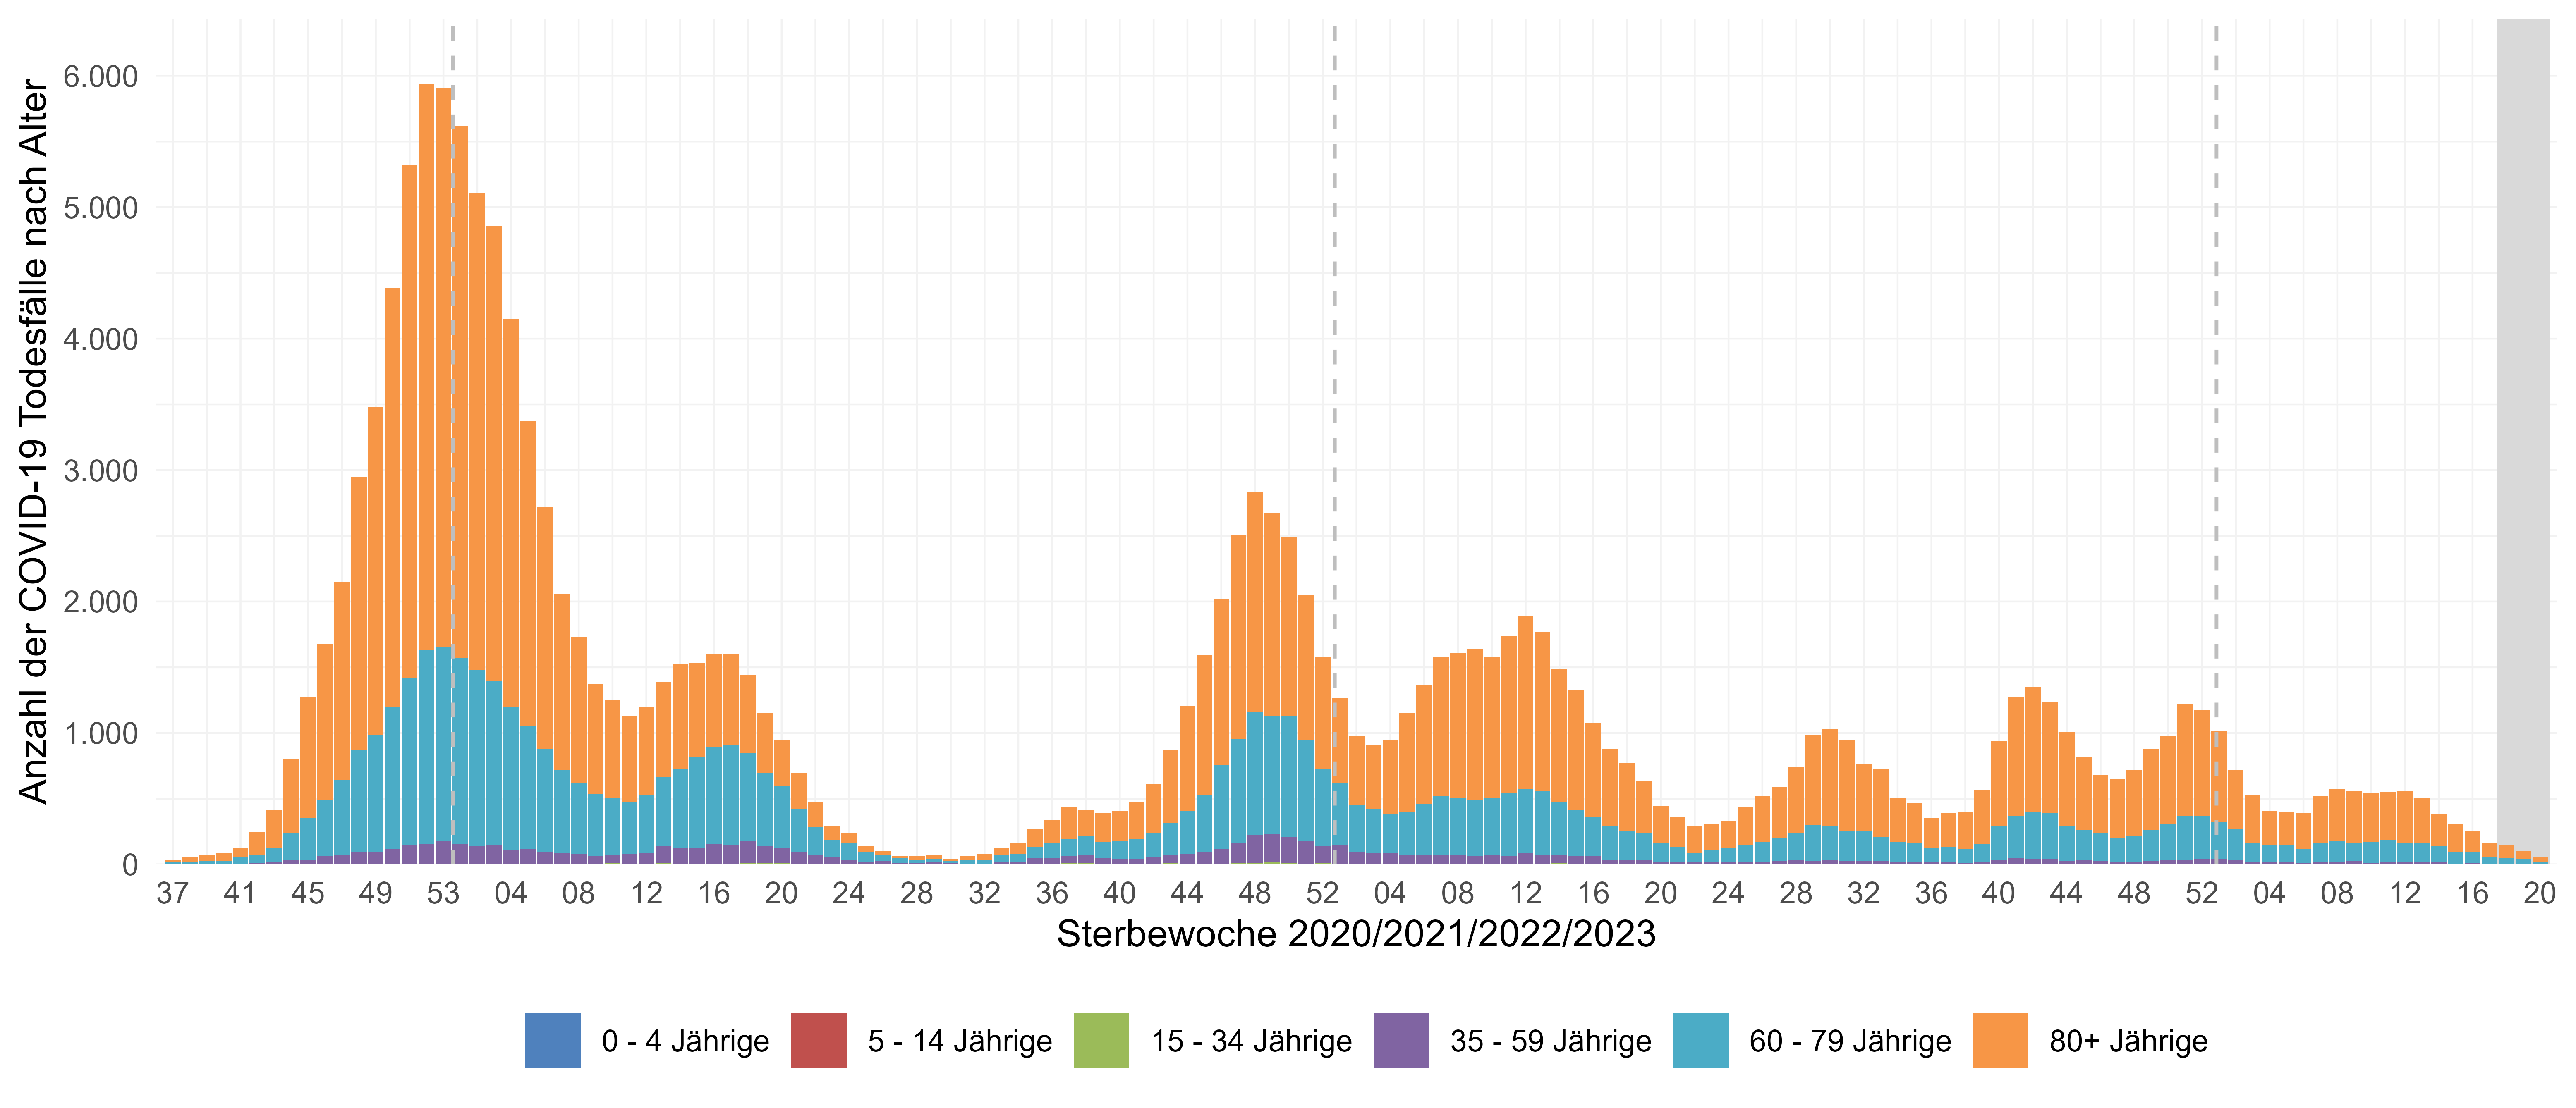 Anzahl der COVID-19 Todesfälle nach Alter
6.000
5.000
4.000
3.000
2.000
1.000
0
37 41 45 49 53 04 08 12 16 20 24 28 32 36 40 44 48 52 04 08 12 16 20 24 28 32 36 40 44 48 52 04 08 12 16 20
Sterbewoche 2020/2021/2022/2023
0 - 4 Jährige 5 - 14 Jährige 15 - 34 Jährige 35 - 59 Jährige 60 - 79 Jährige 80+ Jährige